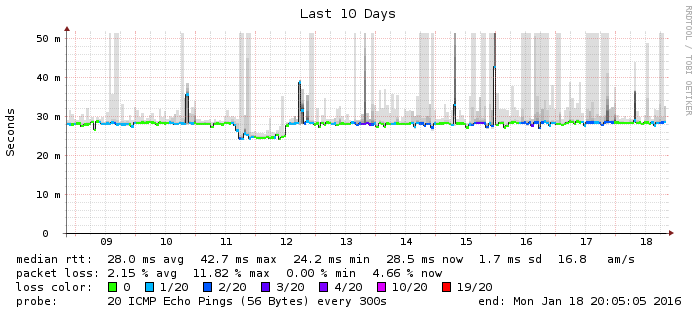 Last 10 Days
RRDTOOL / TOBI OETIKER
Seconds
50 m
40 m
30 m
20 m
10 m
0
09 10 11 12 13 14 15 16 17 18
median rtt: 28.0 ms avg 42.7 ms max 24.2 ms min 28.5 ms now 1.7 ms sd 16.8 am/s
packet loss: 2.15 % avg 11.82 % max 0.00 % min 4.66 % now
loss color: 0 1/20 2/20 3/20 4/20 10/20 19/20
probe: 20 ICMP Echo Pings (56 Bytes) every 300s end: Mon Jan 18 20:05:05 2016